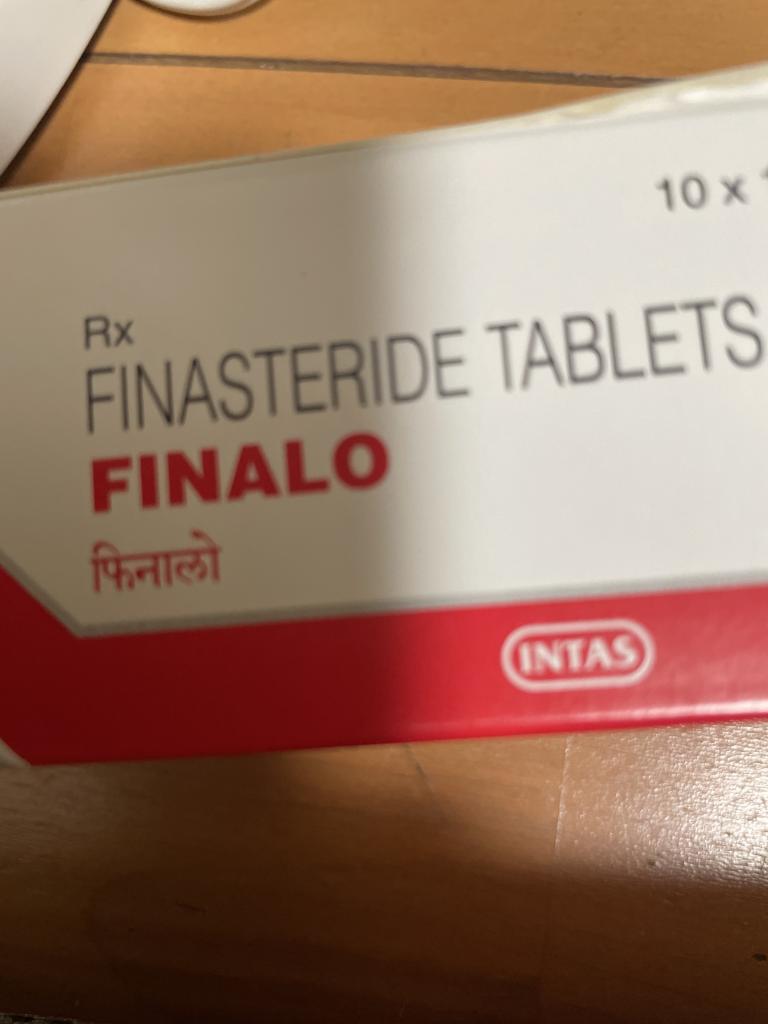 10 x
Rx
FINASTERIDE TABLETS
FINALO
फिनालो
INTAS